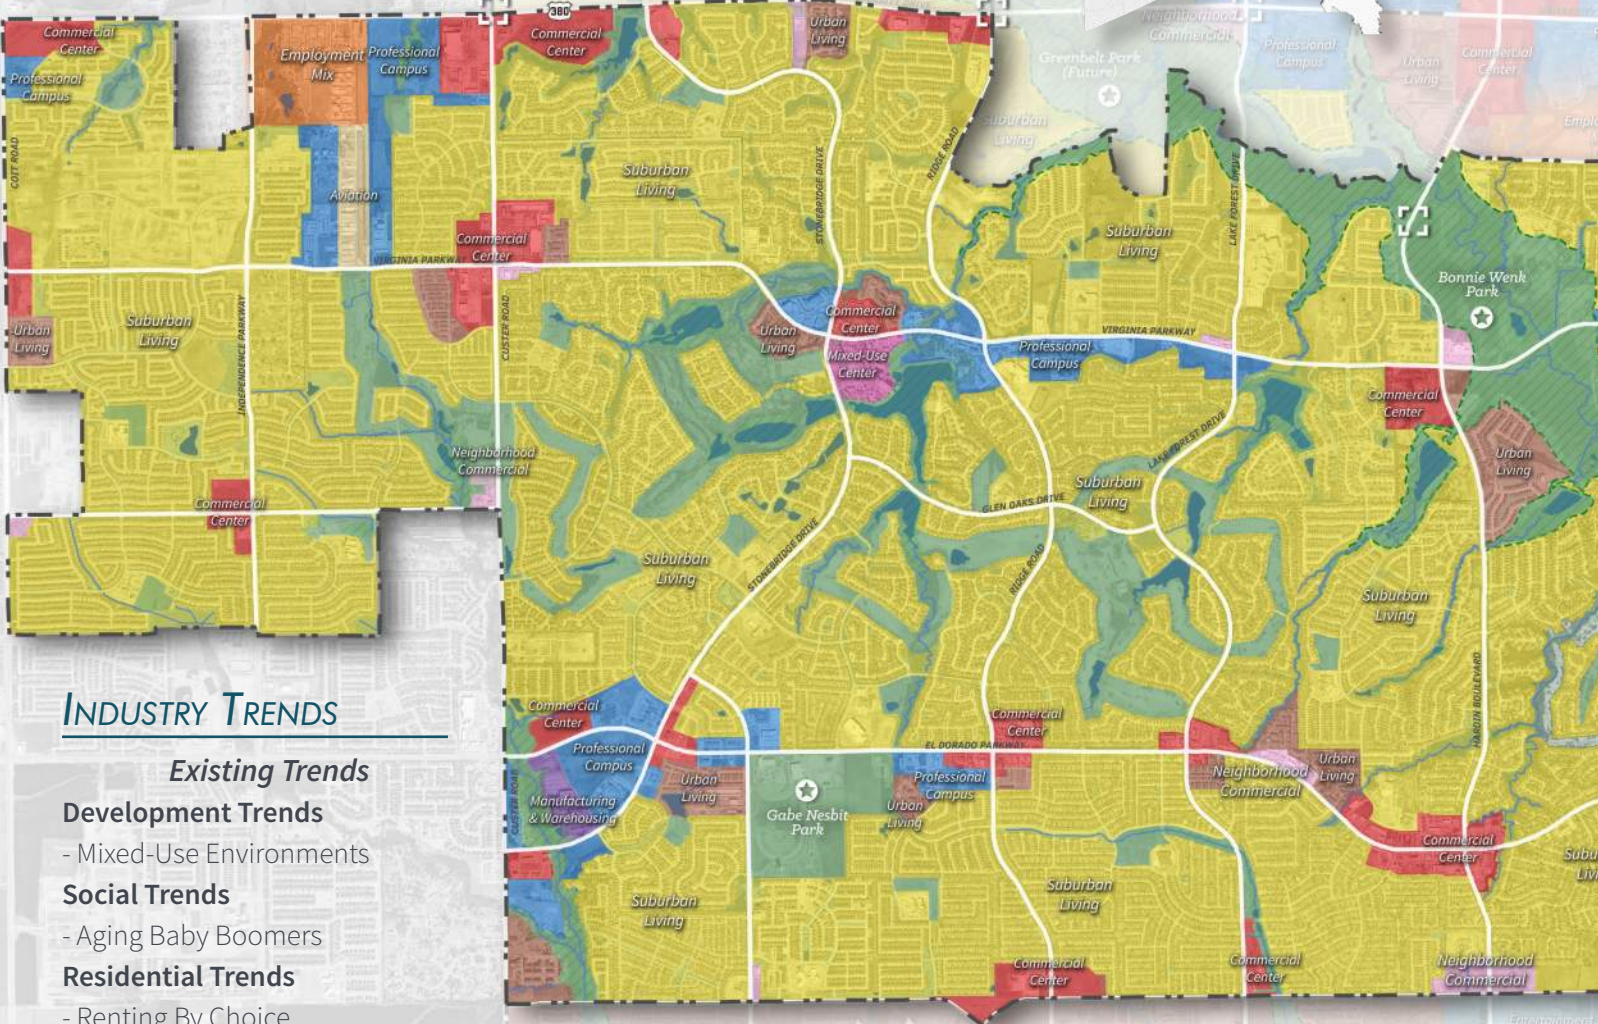 380
Commercial
Center
Professional
Campus
Employment
Mix
Professional
Campus
Commercial
Center
Urban
Living
Neighborhood
Commercial
Greenbelt Park
(Future)
Professional
Campus
Urban
Living
Commercial
Center
Suburban
Living
COIT ROAD
Aviation
Suburban
Living
STONEBRIDGE DRIVE
RIDGE ROAD
Suburban
Living
LAKE FOREST DRIVE
Commercial
Center
VIRGINIA PARKWAY
Bonnie Wenk
Park
Urban
Living
Suburban
Living
INDEPENDENCE PARKWAY
CUSTER ROAD
Urban
Living
Commercial
Center
Mixed-Use
Center
Professional
Campus
VIRGINIA PARKWAY
Commercial
Center
Urban
Living
Neighborhood
Commercial
LAKE FOREST DRIVE
Commercial
Center
GLEN OAKS DRIVE
Suburban
Living
Suburban
Living
STONEBRIDGE DRIVE
RIDGE ROAD
Suburban
Living
HARDIN BOULEVARD
Commercial
Center
Professional
Campus
CUSTER ROAD
Manufacturing
& Warehousing
Urban
Living
Gabe Nesbit
Park
Urban
Living
Professional
Campus
EL DORADO PARKWAY
Commercial
Center
Neighborhood
Commercial
Urban
Living
Commercial
Center
Suburban
Living
Suburban
Living
Commercial
Center
Commercial
Center
Neighborhood
Commercial
Entertainment
INDUSTRY TRENDS
Existing Trends
Development Trends
- Mixed-Use Environments
Social Trends
- Aging Baby Boomers
Residential Trends
- Renting By Choice